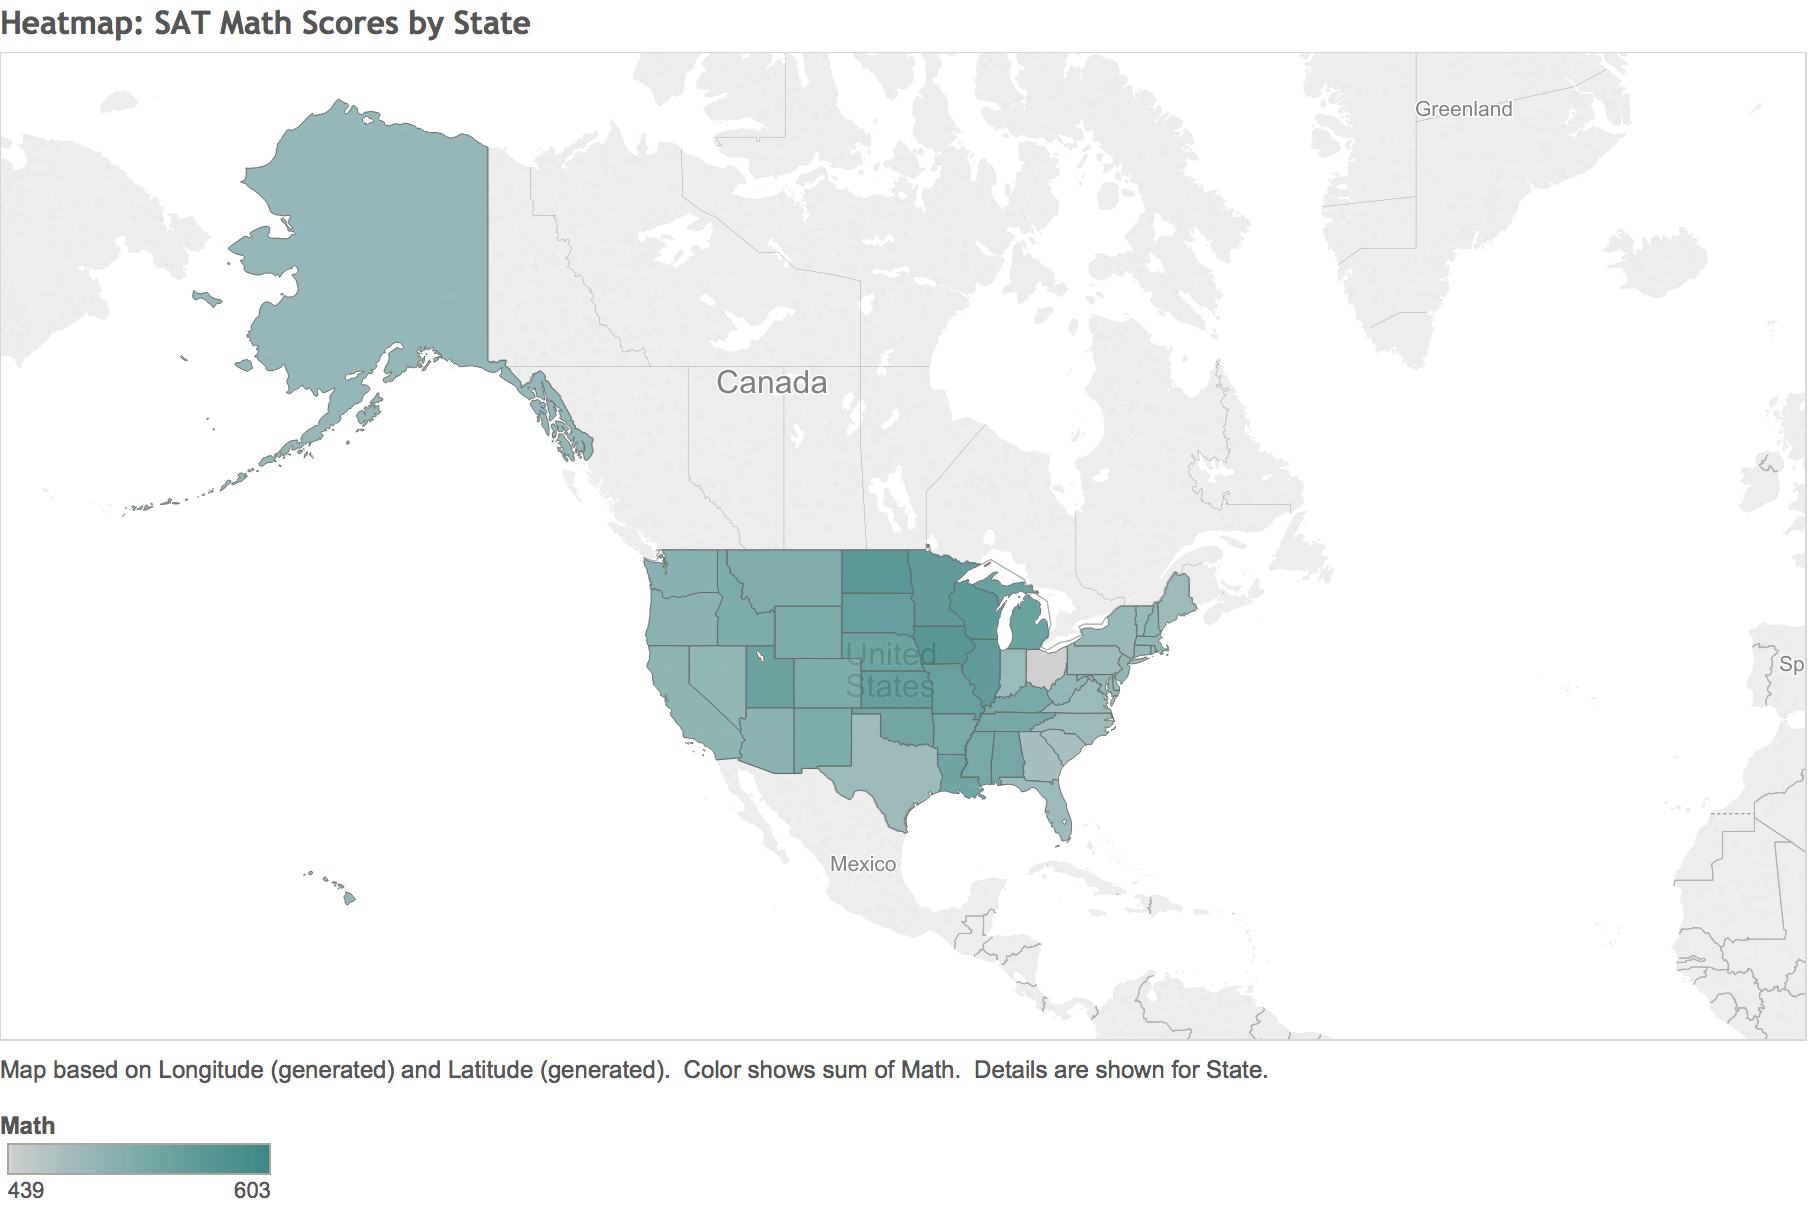 Heatmap: SAT Math Scores by State
Greenland
Canada
United
States
Sp
Mexico
Map based on Longitude (generated) and Latitude (generated).  Color shows sum of Math.  Details are shown for State.
Math
439
603